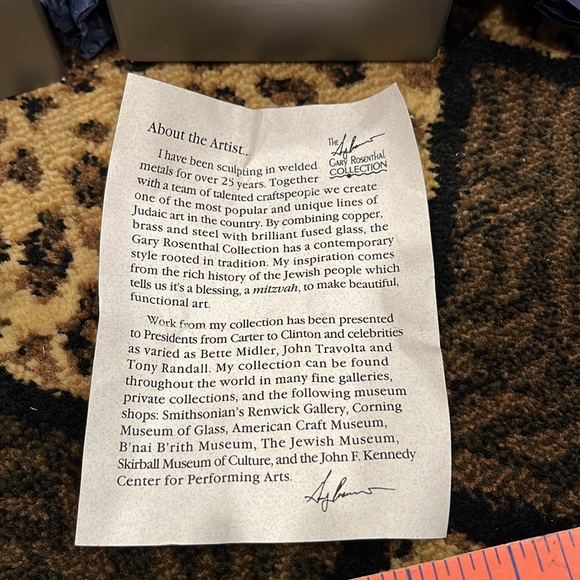 About the Artist...
THE
GARY ROSENTHAL
COLLECTION
I have been sculpting in welded
metals for over 25 years. Together
with a team of talented craftspeople we create
one of the most popular and unique lines of
Judaic art in the country. By combining copper,
brass and steel with brilliant fused glass, the
Gary Rosenthal Collection has a contemporary
style rooted in tradition. My inspiration comes
from the rich history of the Jewish people which
tells us it's a blessing, a mitzvah, to make beautiful,
functional art.
Work from my collection has been presented
to Presidents from Carter to Clinton and celebrities
as varied as Bette Midler, John Travolta and
Tony Randall. My collection can be found
throughout the world in many fine galleries,
private collections, and the following museum
shops: Smithsonian's Renwick Gallery, Corning
Museum of Glass, American Craft Museum,
B'nai B'rith Museum, The Jewish Museum,
Skirball Museum of Culture, and the John F. Kennedy
Center for Performing Arts.